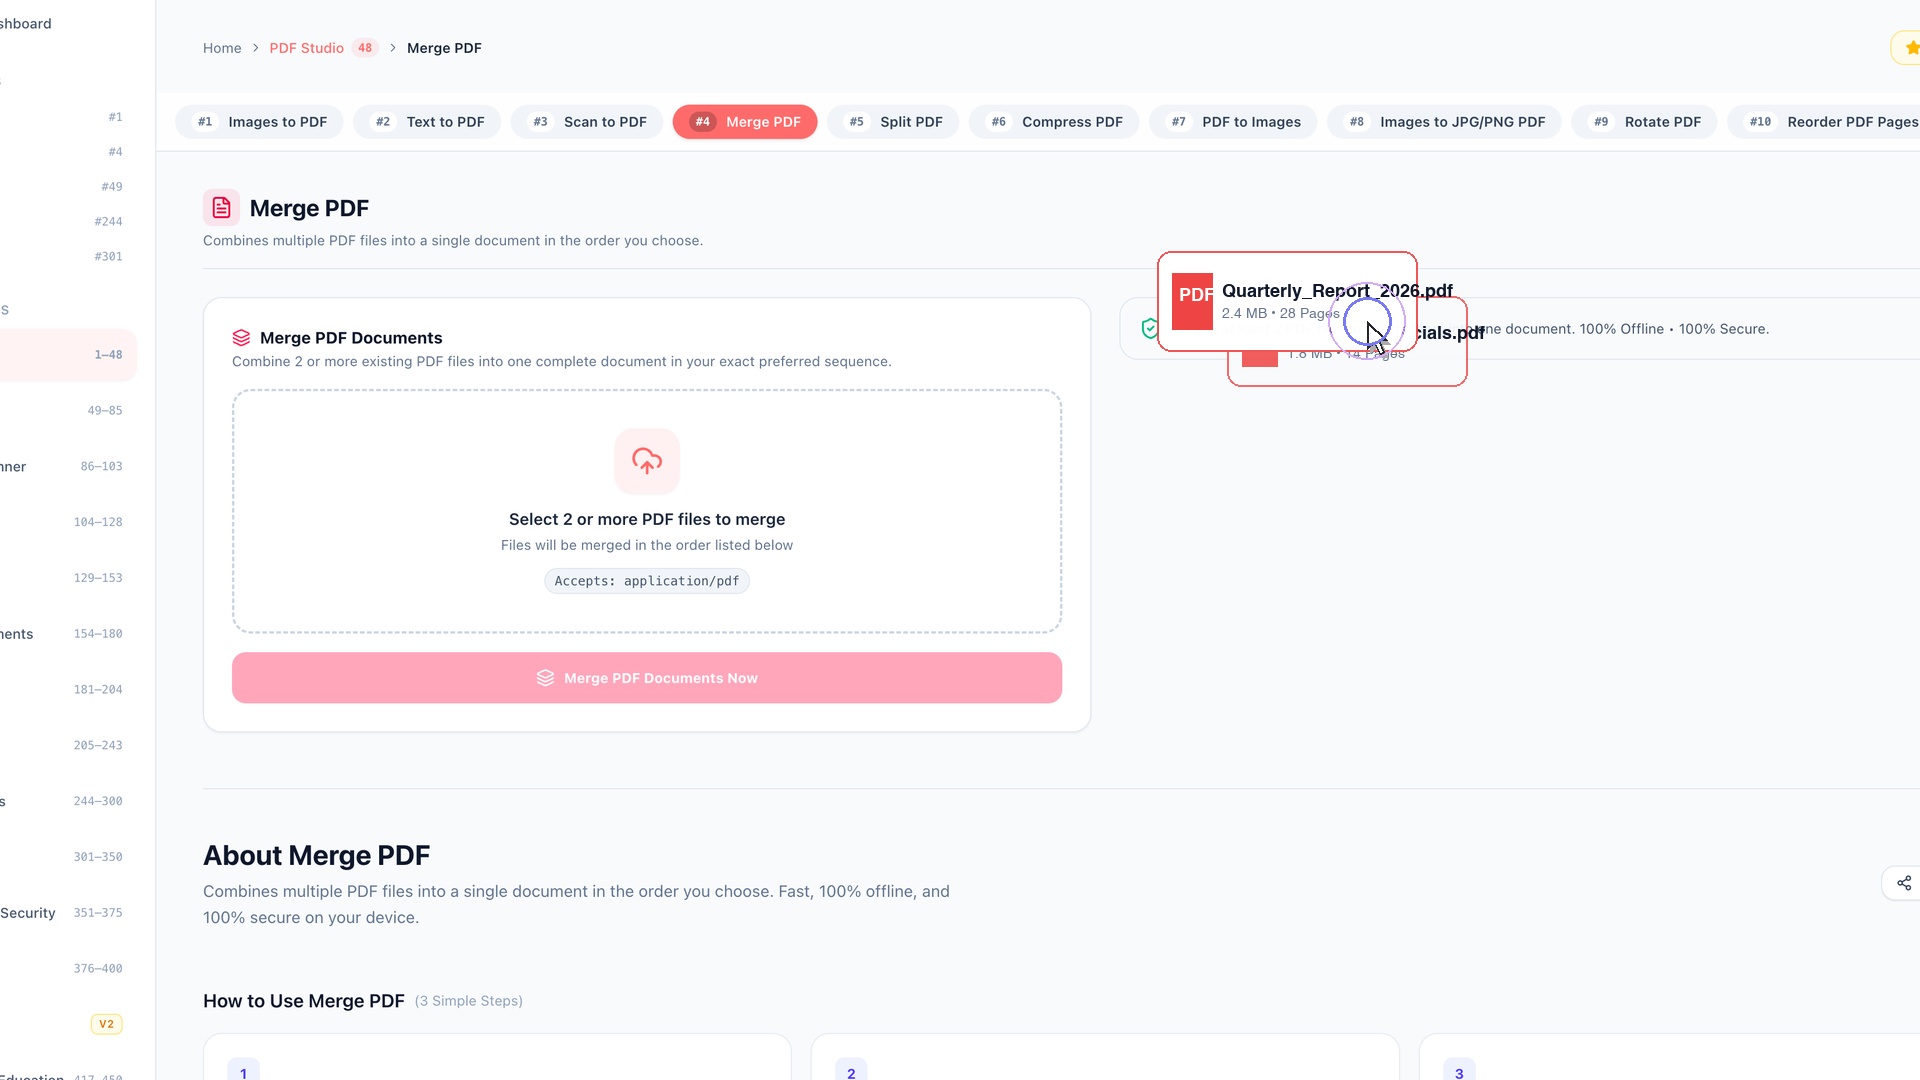 shboard
Home > PDF Studio 48 > Merge PDF
#1 Images to PDF #2 Text to PDF #3 Scan to PDF #4 Merge PDF #5 Split PDF #6 Compress PDF #7 PDF to Images #8 Images to JPG/PNG PDF #9 Rotate PDF #10 Reorder PDF Pages
#1
#4
#49
#244
#301
S
1–48
49–85
nner 86–103
104–128
129–153
nents 154–180
181–204
205–243
s 244–300
301–350
Security 351–375
376–400
V2
Education 417–450
Merge PDF
Combines multiple PDF files into a single document in the order you choose.
PDF Quarterly_Report_2026.pdf
2.4 MB • 28 Pages
cials.pdf
1.8 MB • 14 Pages
one document. 100% Offline • 100% Secure.
Merge PDF Documents
Combine 2 or more existing PDF files into one complete document in your exact preferred sequence.
Select 2 or more PDF files to merge
Files will be merged in the order listed below
Accepts: application/pdf
Merge PDF Documents Now
About Merge PDF
Combines multiple PDF files into a single document in the order you choose. Fast, 100% offline, and
100% secure on your device.
How to Use Merge PDF (3 Simple Steps)
1
2
3